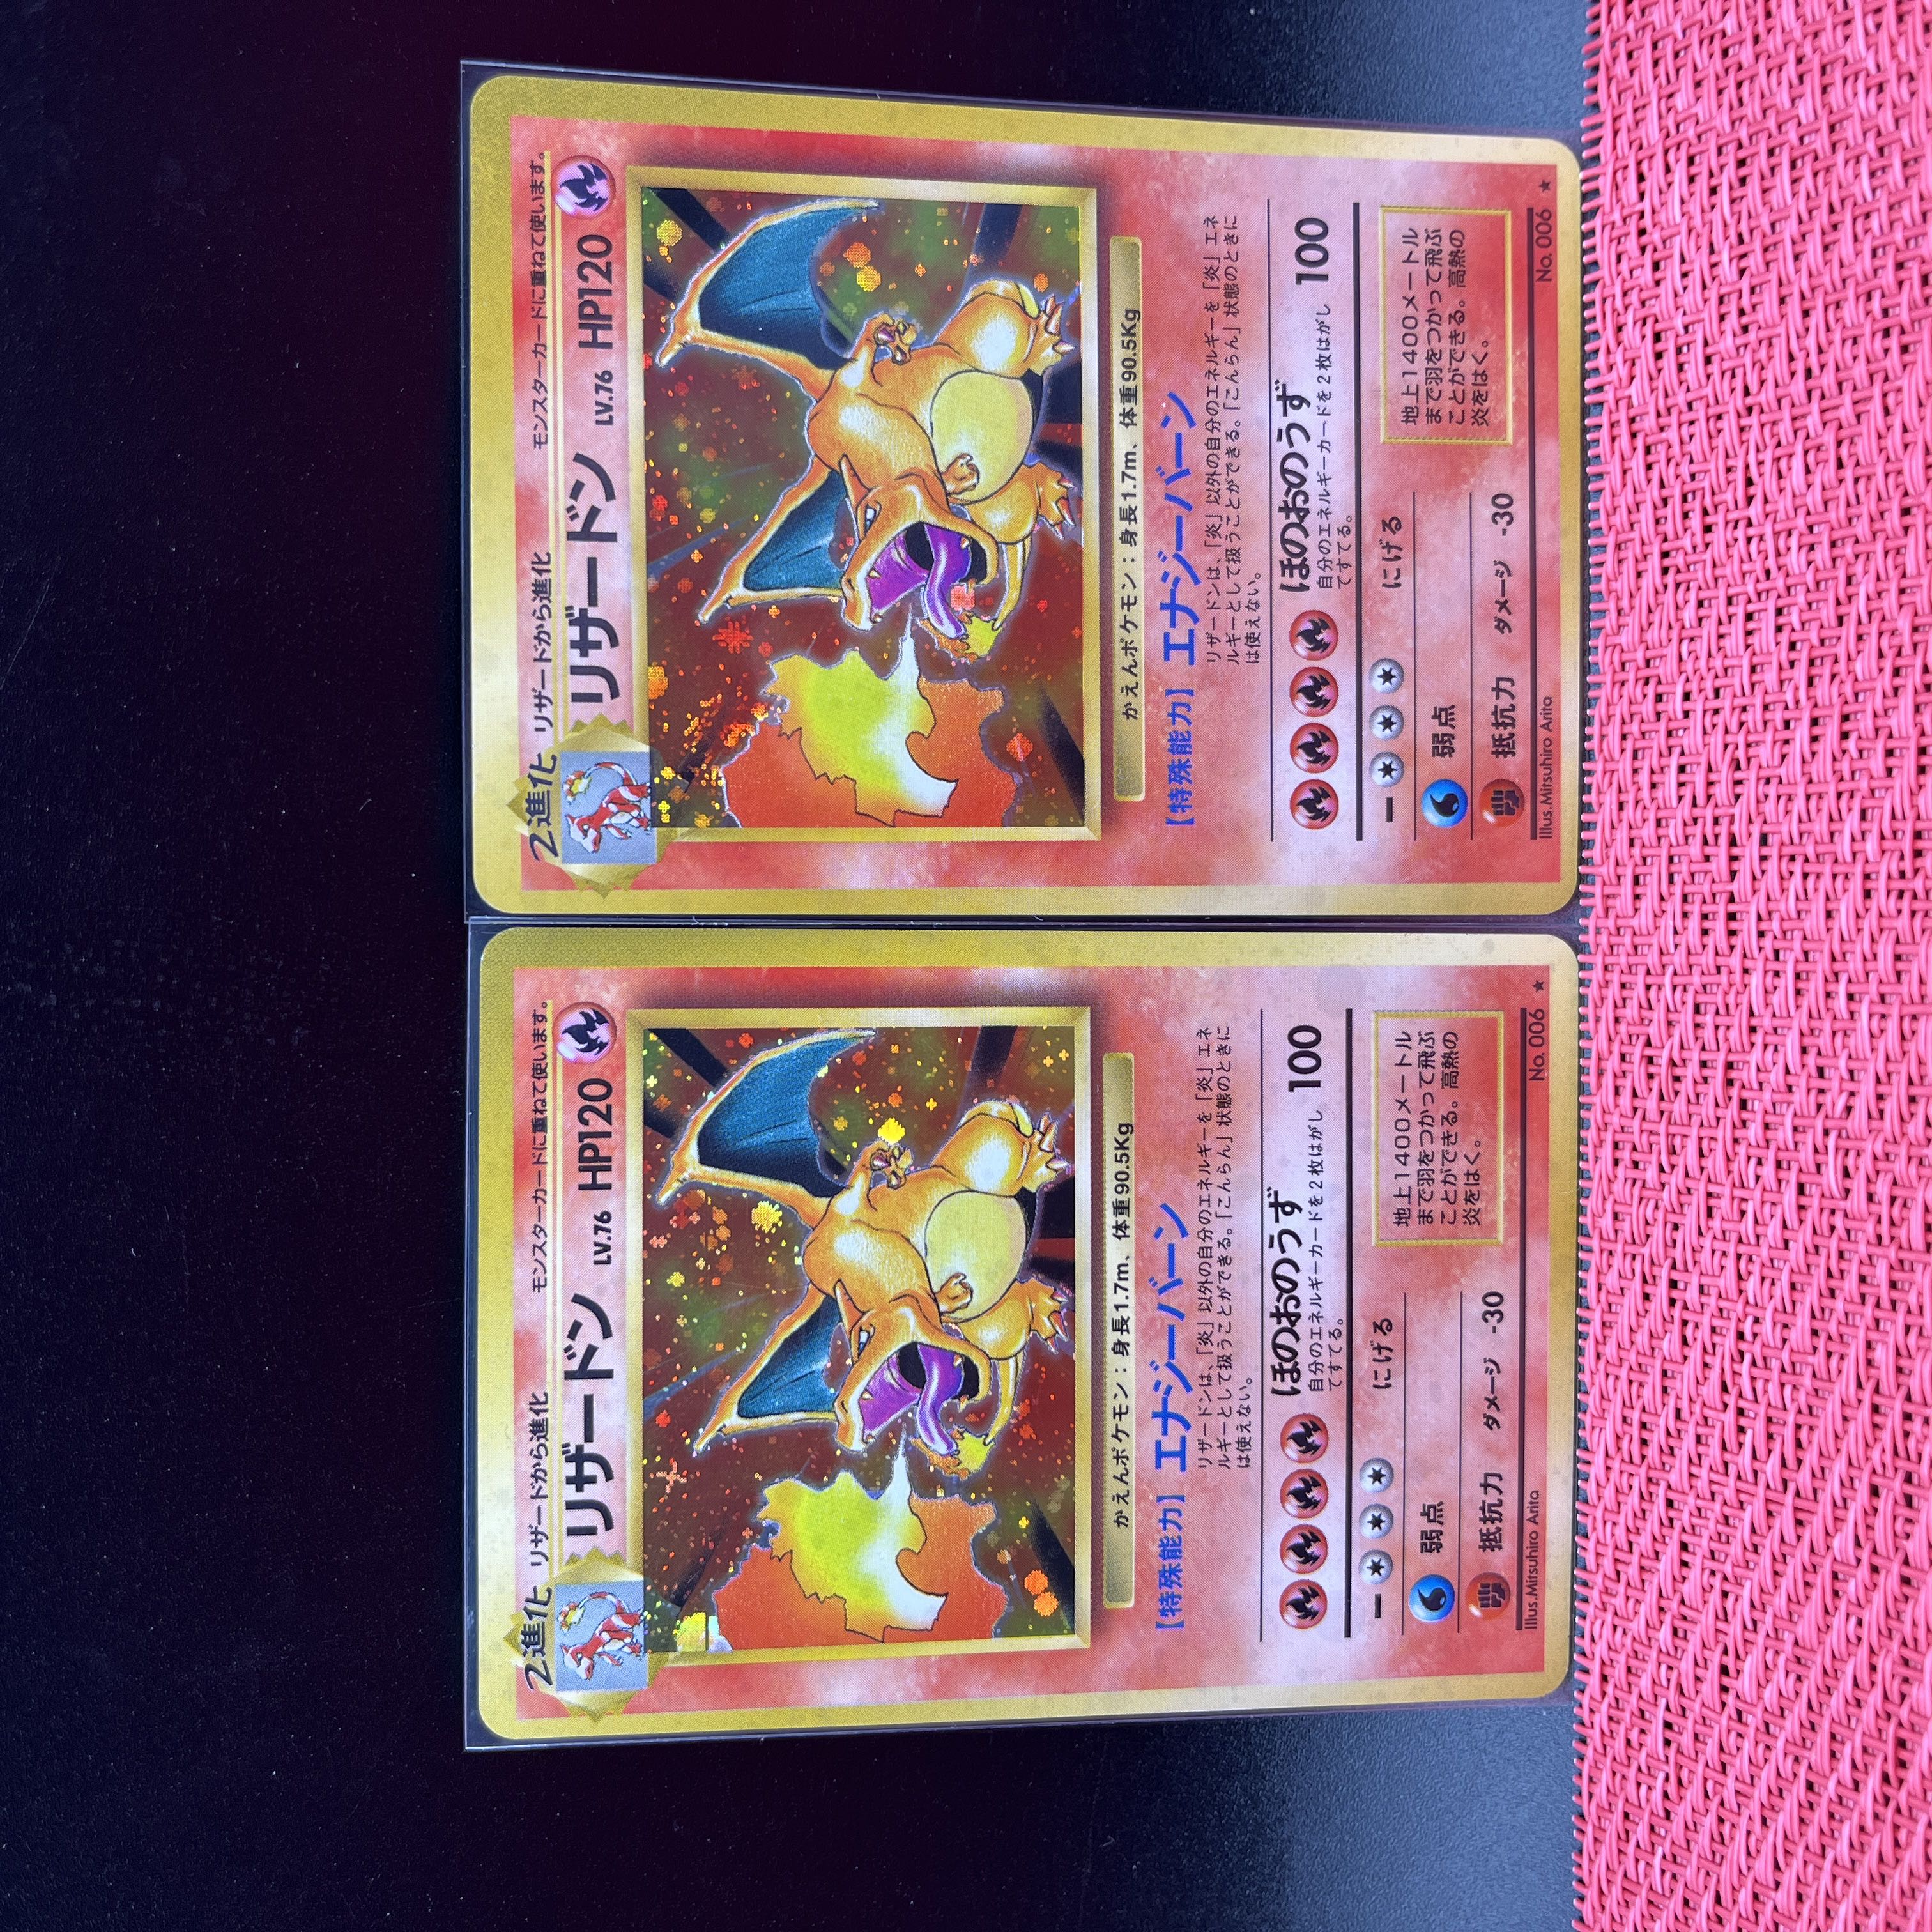 2進化 リザードから進化 モンスターカードに重ねて使います。
リザードン LV.76 HP120
かえんポケモン：身長1.7m、体重90.5Kg
【特殊能力】エナジーバーン
リザードンは、「炎」以外の自分のエネルギーを「炎」エネ
ルギーとして扱うことができる。「こんらん」状態のときに
は使えない。
ほのおのうず 100
自分のエネルギーカードを2枚はがし
てすてる。
にげる
弱点
抵抗力 ダメージ -30
地上1400メートル
まで羽をつかって飛ぶ
ことができる。高熱の
炎をはく。
Illus.Mitsuhiro Arita No.006 ★
2進化 リザードから進化 モンスターカードに重ねて使います。
リザードン LV.76 HP120
かえんポケモン：身長1.7m、体重90.5Kg
【特殊能力】エナジーバーン
リザードンは、「炎」以外の自分のエネルギーを「炎」エネ
ルギーとして扱うことができる。「こんらん」状態のときに
は使えない。
ほのおのうず 100
自分のエネルギーカードを2枚はがし
てすてる。
にげる
弱点
抵抗力 ダメージ -30
地上1400メートル
まで羽をつかって飛ぶ
ことができる。高熱の
炎をはく。
Illus.Mitsuhiro Arita No.006 ★